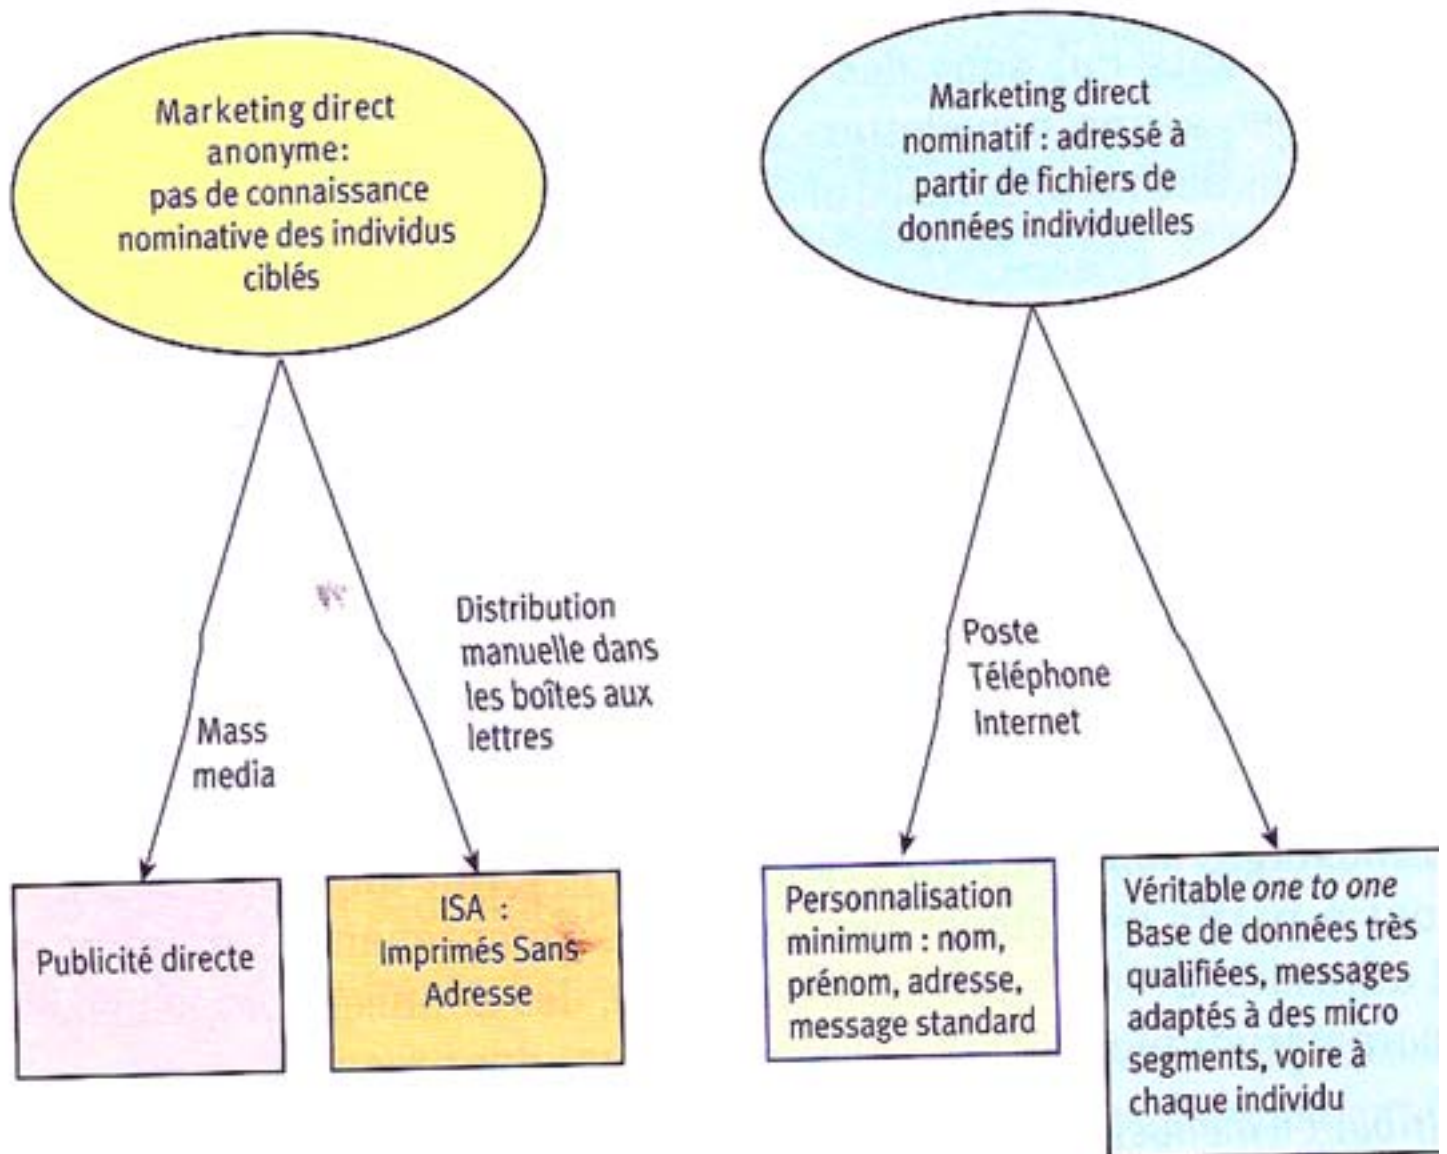 Marketing direct
anonyme:
pas de connaissance
nominative des individus
ciblés
Marketing direct
nominatif : adressé à
partir de fichiers de
données individuelles
Distribution
manuelle dans
les boîtes aux
lettres
Mass
media
Poste
Téléphone
Internet
Publicité directe
ISA :
Imprimés Sans
Adresse
Personnalisation
minimum : nom,
prénom, adresse,
message standard
Véritable one to one
Base de données très
qualifiées, messages
adaptés à des micro
segments, voire à
chaque individu